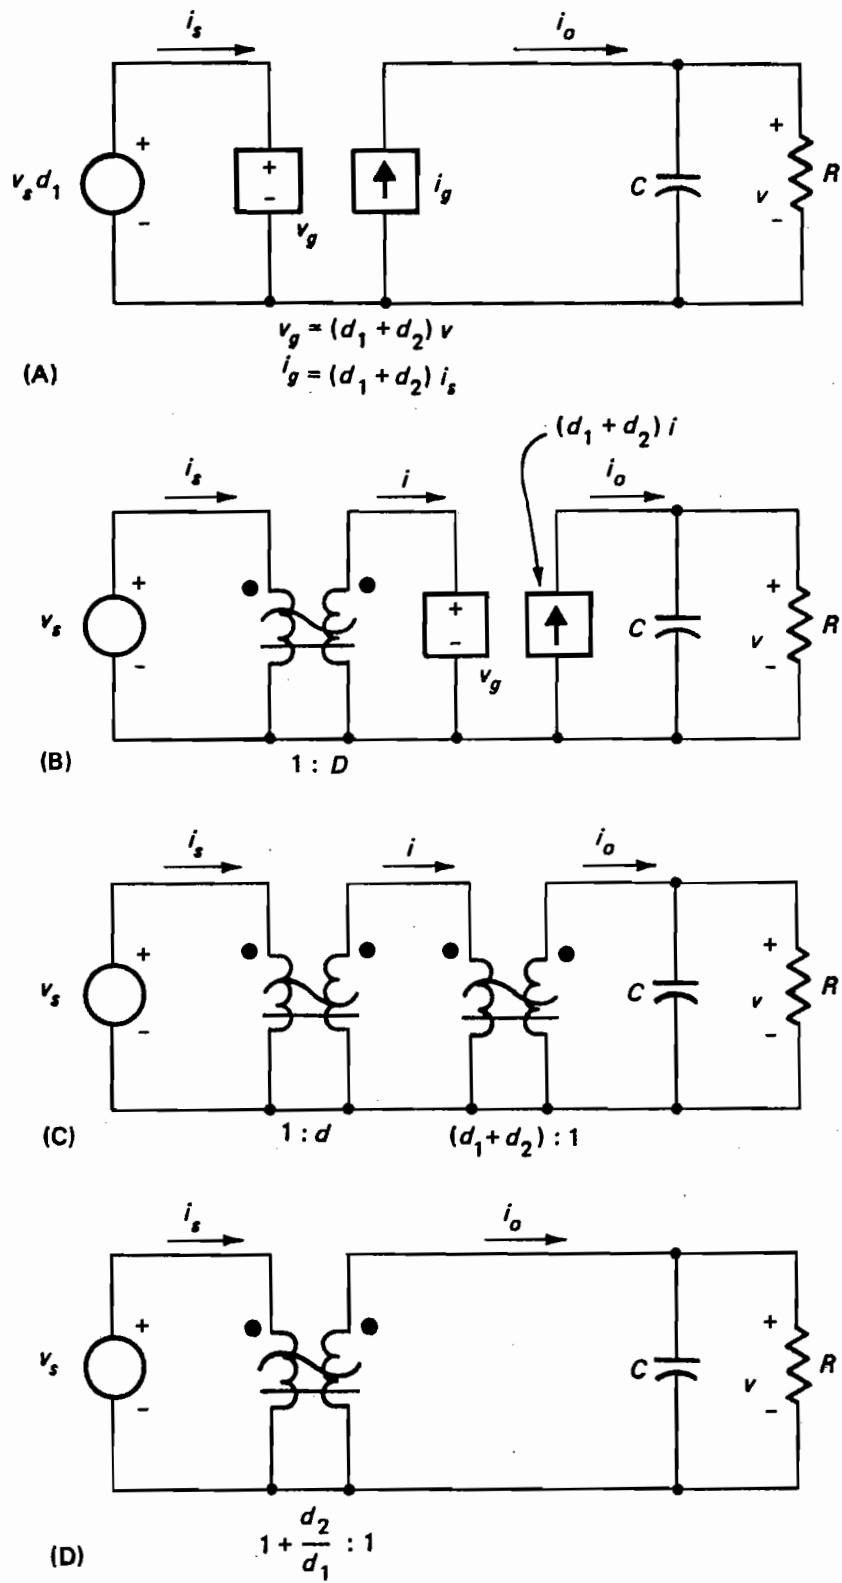 i_s i_o
v_s d_1 + - + - v_g i_g C + v - R
v_g ≃ (d_1 + d_2) v
(A) i_g = (d_1 + d_2) i_s
(d_1 + d_2) i
i_s i i_o
v_s + - + - v_g C + v - R
(B) 1 : D
i_s i i_o
v_s + - C + v - R
(C) 1 : d (d_1 + d_2) : 1
i_s i_o
v_s + - C + v - R
(D) 1 + d_2/d_1 : 1